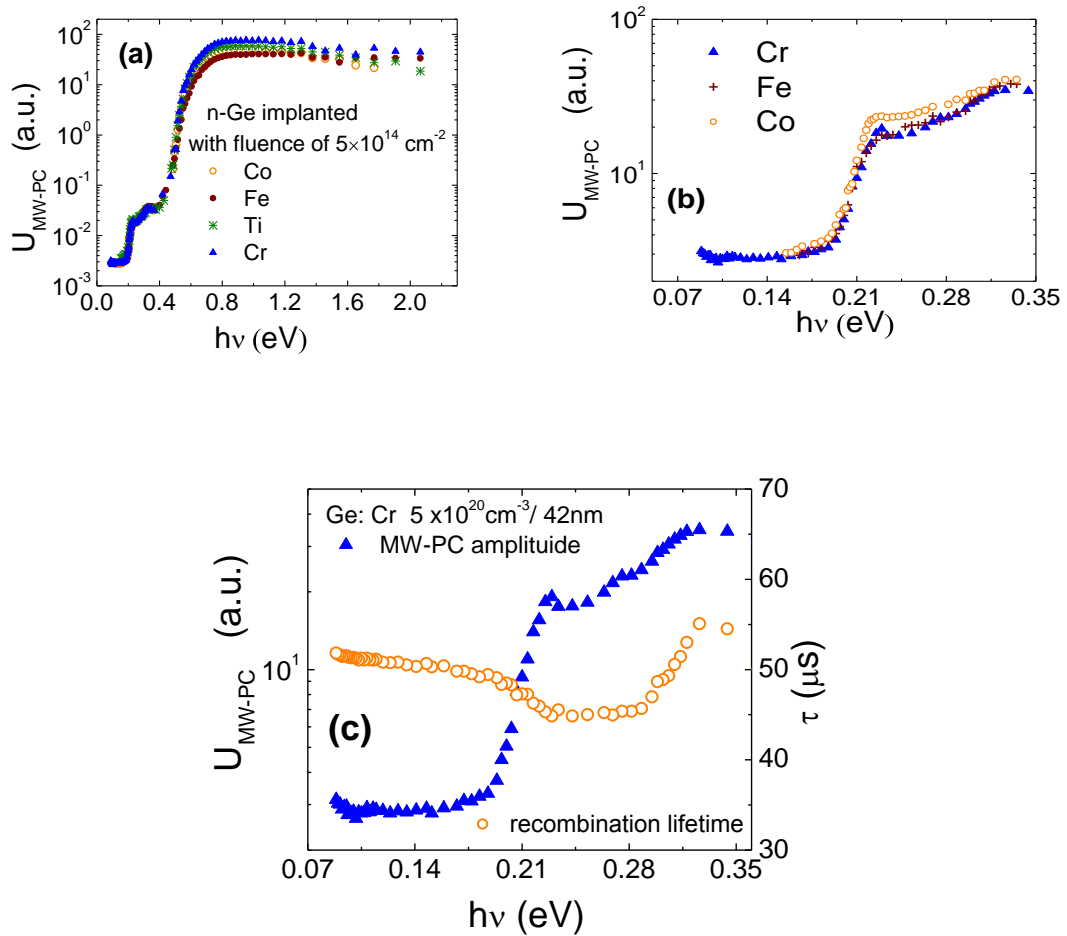 (a)
U_MW-PC (a.u.)
10²
10¹
10⁰
10⁻¹
10⁻²
10⁻³
n-Ge implanted
with fluence of 5×10¹⁴ cm⁻²
Co
Fe
Ti
Cr
0.0 0.4 0.8 1.2 1.6 2.0
hν (eV)
U_MW-PC (a.u.)
10²
10¹
Cr
Fe
Co
(b)
0.07 0.14 0.21 0.28 0.35
hν (eV)
U_MW-PC (a.u.)
10¹
Ge: Cr 5 x10²⁰cm⁻³/ 42nm
MW-PC amplituide
(c)
recombination lifetime
70
60
50
40
30
τ (μs)
0.07 0.14 0.21 0.28 0.35
hν (eV)